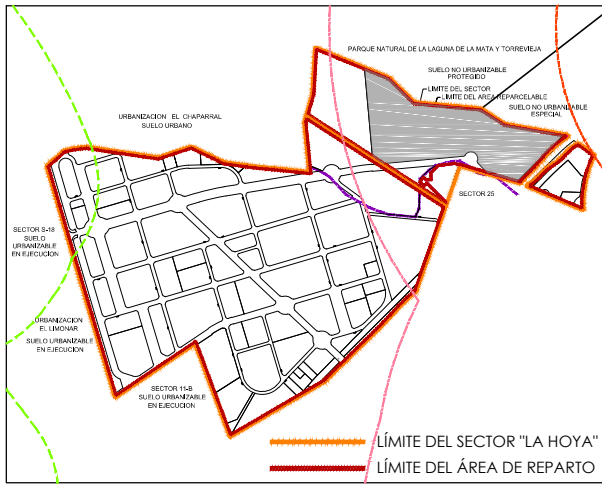 PARQUE NATURAL DE LA LAGUNA DE LA MATA Y TORREVIEJA
SUELO NO URBANIZABLE
PROTEGIDO
LÍMITE DEL SECTOR
LÍMITE DEL AREA REPARCELABLE
SUELO NO URBANIZABLE
ESPECIAL
URBANIZACION EL CHAPARRAL
SUELO URBANO
SECTOR 25
SECTOR S-18
SUELO
URBANIZABLE
EN EJECUCION
URBANIZACION
EL LIMONAR
SUELO URBANIZABLE
EN EJECUCION
SECTOR 11-B
SUELO URBANIZABLE
EN EJECUCION
LÍMITE DEL SECTOR "LA HOYA"
LÍMITE DEL ÁREA DE REPARTO